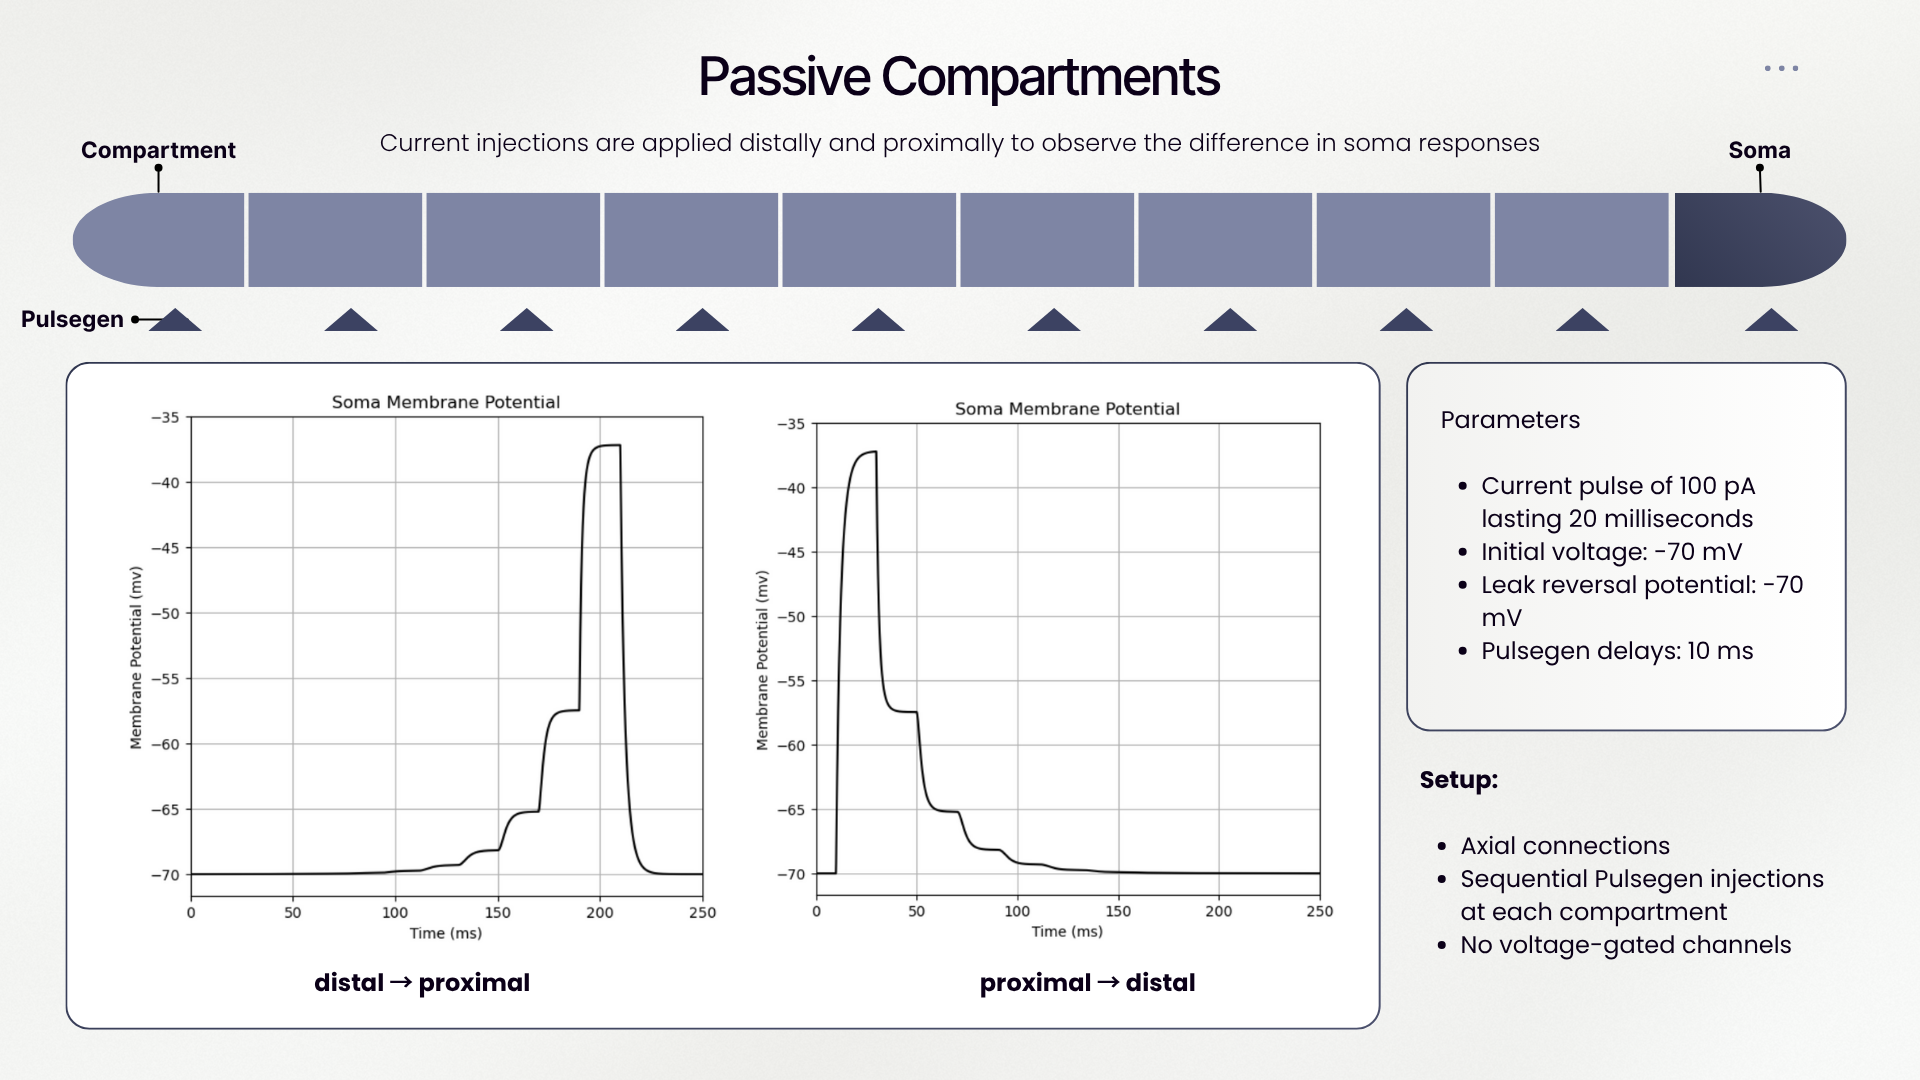 Passive Compartments
Current injections are applied distally and proximally to observe the difference in soma responses
Compartment
Soma
Pulsegen
Soma Membrane Potential
−35
−40
−45
−50
−55
−60
−65
−70
Membrane Potential (mv)
0 50 100 150 200 250
Time (ms)
distal → proximal
Soma Membrane Potential
−35
−40
−45
−50
−55
−60
−65
−70
Membrane Potential (mv)
0 50 100 150 200 250
Time (ms)
proximal → distal
Parameters
• Current pulse of 100 pA
lasting 20 milliseconds
• Initial voltage: -70 mV
• Leak reversal potential: -70
mV
• Pulsegen delays: 10 ms
Setup:
• Axial connections
• Sequential Pulsegen injections
at each compartment
• No voltage-gated channels